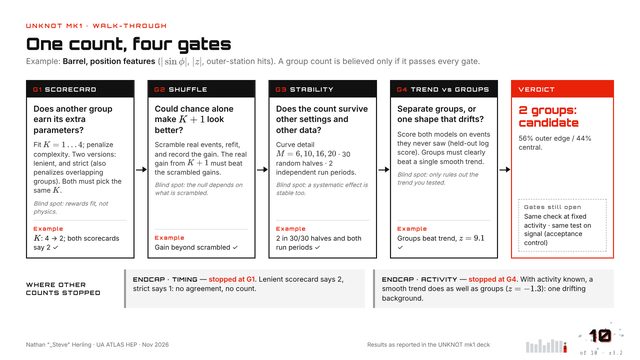 UNKNOT MK1 · WALK-THROUGH
One count, four gates
Example: Barrel, position features (| sin ϕ|, |z|, outer-station hits). A group count is believed only if it passes every gate.
G1 SCORECARD
Does another group
earn its extra
parameters?
Fit K = 1 … 4; penalize
complexity. Two versions:
lenient, and strict (also
penalizes overlapping
groups). Both must pick the
same K.
Blind spot: rewards fit, not
physics.
Example
K: 4 → 2; both scorecards
say 2 ✓
G2 SHUFFLE
Could chance alone
make K + 1 look
better?
Scramble real events, refit,
and record the gain. The real
gain from K + 1 must beat
the scrambled gains.
Blind spot: the null depends on
what is scrambled.
Example
Gain beyond scrambled ✓
G3 STABILITY
Does the count survive
other settings and
other data?
Curve detail
M = 6, 10, 16, 20 · 30
random halves · 2
independent run periods.
Blind spot: a systematic effect is
stable too.
Example
2 in 30/30 halves and both
runs ✓
G4 TREND vs GROUPS
Separate groups, or
one shape that drifts?
Score both models on events
they never saw (held-out log
score). Groups must clearly
beat a single smooth trend.
Blind spot: only rules out the
trend you tested.
Example
Groups beat trend, z = 9.1
✓
VERDICT
2 groups:
candidate
56% outer edge / 44%
central.
Gates still open
Same check at fixed
activity · same test on
signal (acceptance
control)
WHERE OTHER
COUNTS STOPPED
ENDCAP · TIMING — stopped at G1. Lenient scorecard says 2,
strict says 1: no agreement, no count.
ENDCAP · ACTIVITY — stopped at G4. With activity known, a
smooth trend does as well as groups (z = −1.3): one drifting
background.
Nathan "„Steve" Herling · UA ATLAS HEP · Nov 2026
Results as reported in the UNKNOT mk1 deck
10